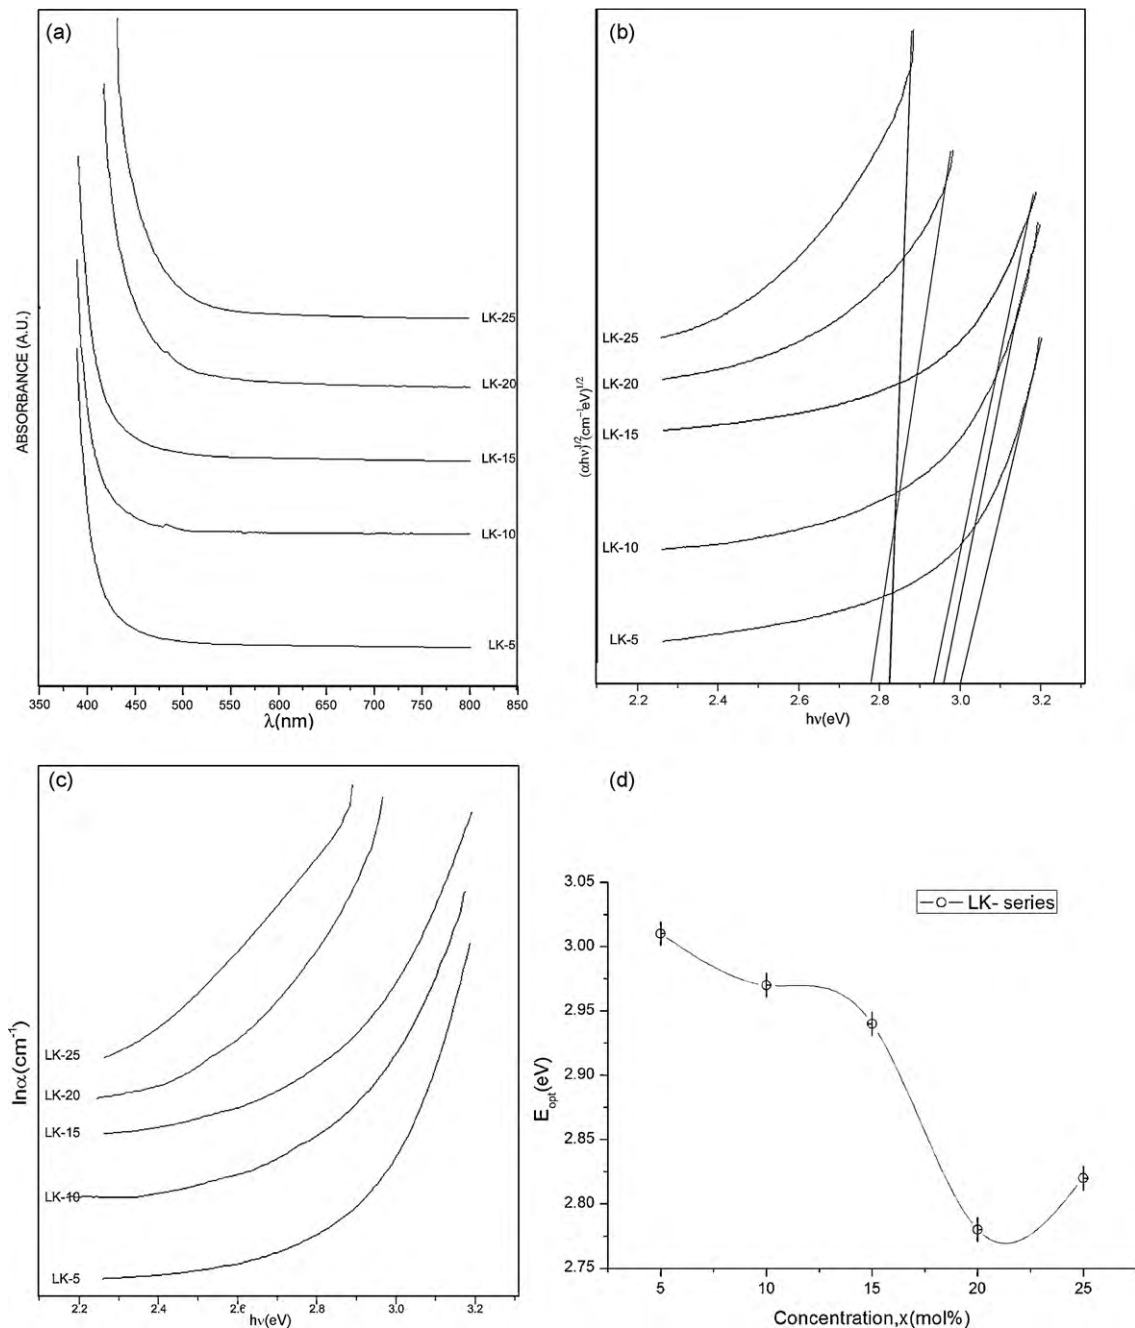 (a)
ABSORBANCE (A.U.)
LK-25
LK-20
LK-15
LK-10
LK-5
350 400 450 500 550 600 650 700 750 800 850
λ(nm)
(b)
(αhν)^1/2 (cm⁻¹eV)^1/2
LK-25
LK-20
LK-15
LK-10
LK-5
2.2 2.4 2.6 2.8 3.0 3.2
hν(eV)
(c)
lnα(cm⁻¹)
LK-25
LK-20
LK-15
LK-10
LK-5
2.2 2.4 2.6 2.8 3.0 3.2
hν(eV)
(d)
E_opt(eV)
3.05
3.00
2.95
2.90
2.85
2.80
2.75
LK- series
5 10 15 20 25
Concentration,x(mol%)